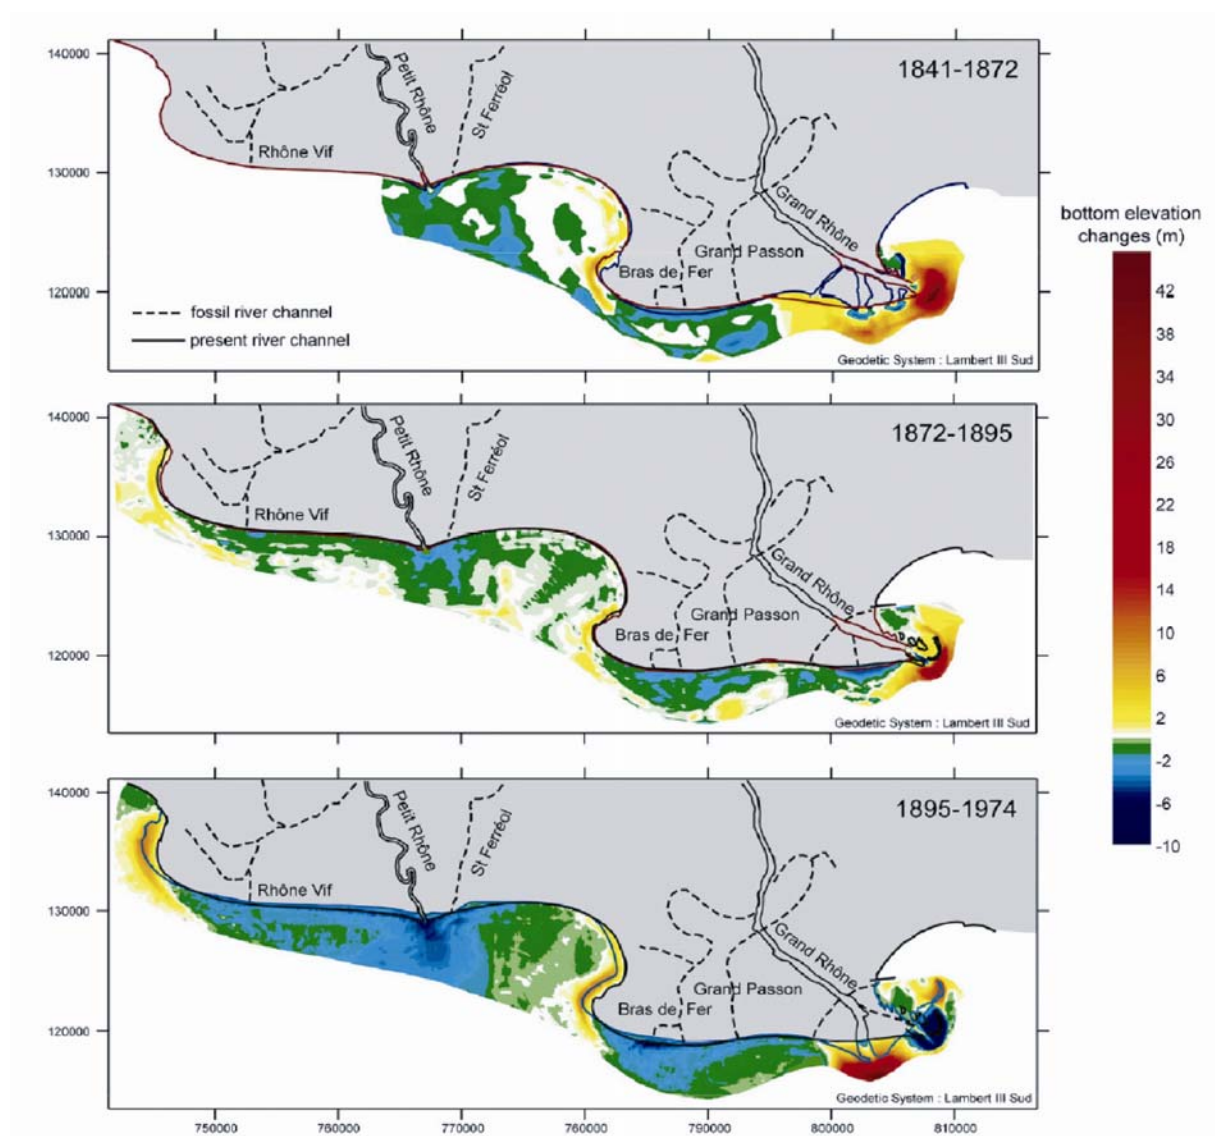 140000
130000
120000
1841-1872
Petit Rhône
St Ferréol
Rhône Vif
Grand Rhône
Grand Passon
Bras de Fer
fossil river channel
present river channel
Geodetic System : Lambert III Sud
140000
130000
120000
1872-1895
Petit Rhône
St Ferréol
Rhône Vif
Grand Rhône
Grand Passon
Bras de Fer
Geodetic System : Lambert III Sud
140000
130000
120000
1895-1974
Petit Rhône
St Ferréol
Rhône Vif
Grand Rhône
Grand Passon
Bras de Fer
Geodetic System : Lambert III Sud
750000 760000 770000 780000 790000 800000 810000
bottom elevation
changes (m)
42
38
34
30
26
22
18
14
10
6
2
-2
-6
-10